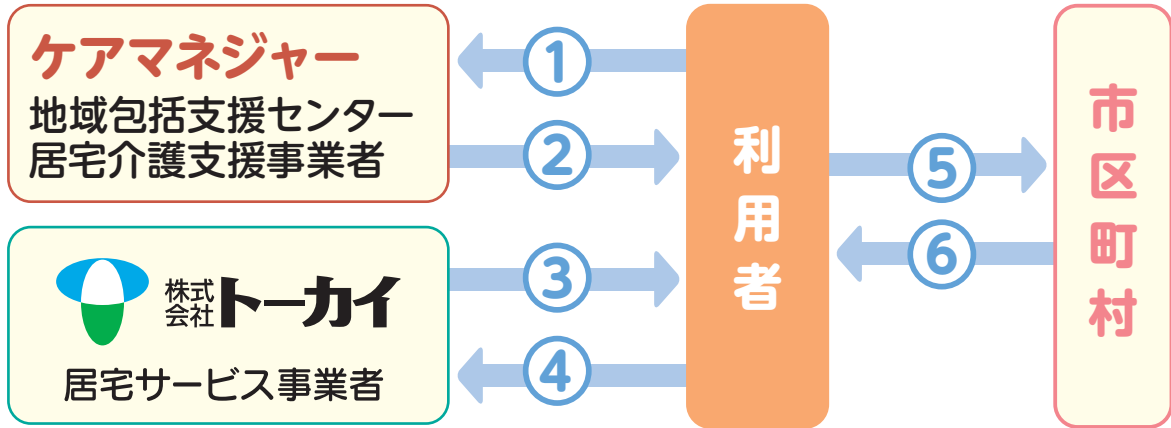 ケアマネジャー
地域包括支援センター
居宅介護支援事業者
①
②
株式会社トーカイ
居宅サービス事業者
③
④
利用者
⑤
⑥
市区町村